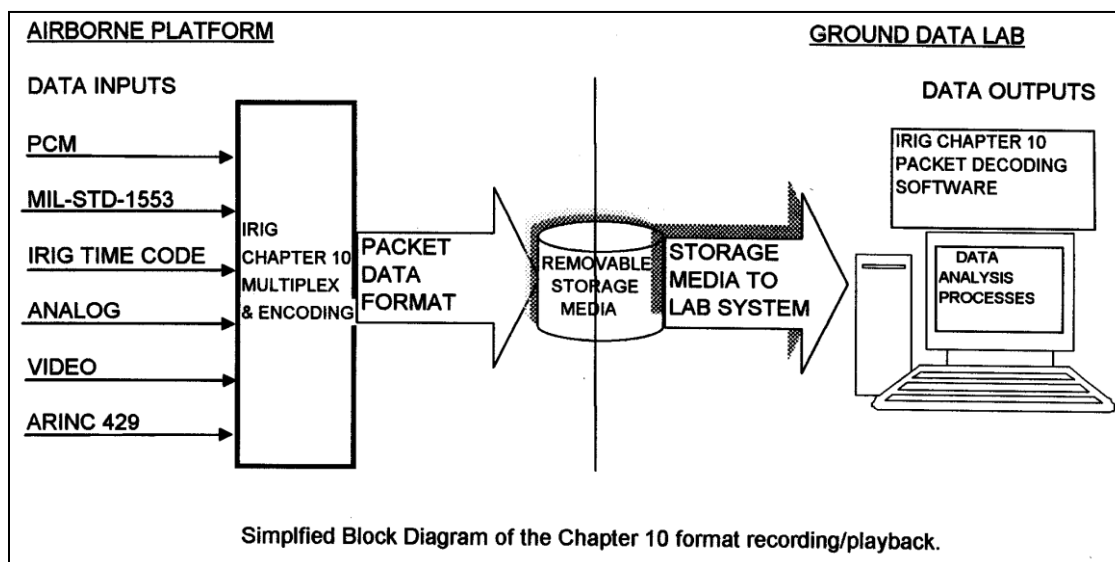 AIRBORNE PLATFORM
GROUND DATA LAB
DATA INPUTS
DATA OUTPUTS
PCM
MIL-STD-1553
IRIG TIME CODE
ANALOG
VIDEO
ARINC 429
IRIG
CHAPTER 10
MULTIPLEX
& ENCODING
PACKET
DATA
FORMAT
REMOVABLE
STORAGE
MEDIA
STORAGE
MEDIA TO
LAB SYSTEM
IRIG CHAPTER 10
PACKET DECODING
SOFTWARE
DATA
ANALYSIS
PROCESSES
Simplfied Block Diagram of the Chapter 10 format recording/playback.